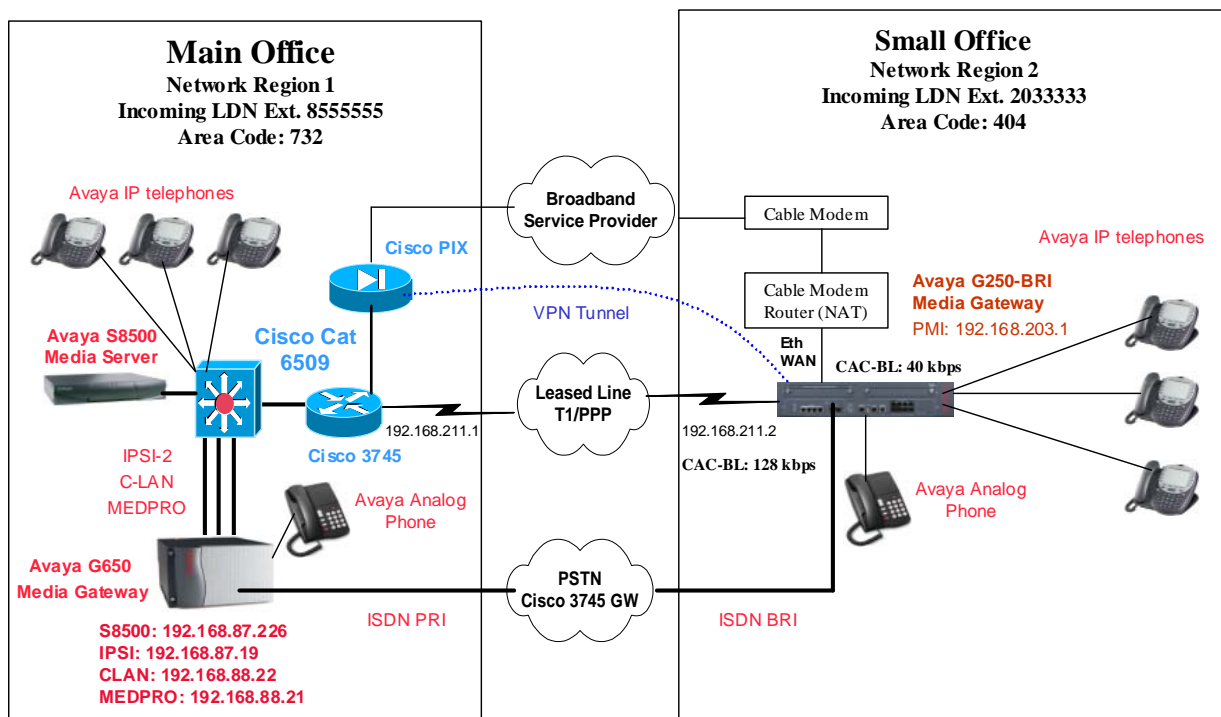 Main Office
Network Region 1
Incoming LDN Ext. 8555555
Area Code: 732
Small Office
Network Region 2
Incoming LDN Ext. 2033333
Area Code: 404
Avaya IP telephones
Broadband
Service Provider
Cable Modem
Avaya IP telephones
Cisco PIX
VPN Tunnel
Cable Modem
Router (NAT)
Avaya G250-BRI
Media Gateway
PMI: 192.168.203.1
Avaya S8500
Media Server
Cisco Cat
6509
Eth
WAN
CAC-BL: 40 kbps
Leased Line
T1/PPP
192.168.211.1
192.168.211.2
Cisco 3745
CAC-BL: 128 kbps
IPSI-2
C-LAN
MEDPRO
Avaya Analog
Phone
Avaya Analog
Phone
Avaya G650
Media Gateway
PSTN
Cisco 3745 GW
ISDN PRI
ISDN BRI
S8500: 192.168.87.226
IPSI: 192.168.87.19
CLAN: 192.168.88.22
MEDPRO: 192.168.88.21